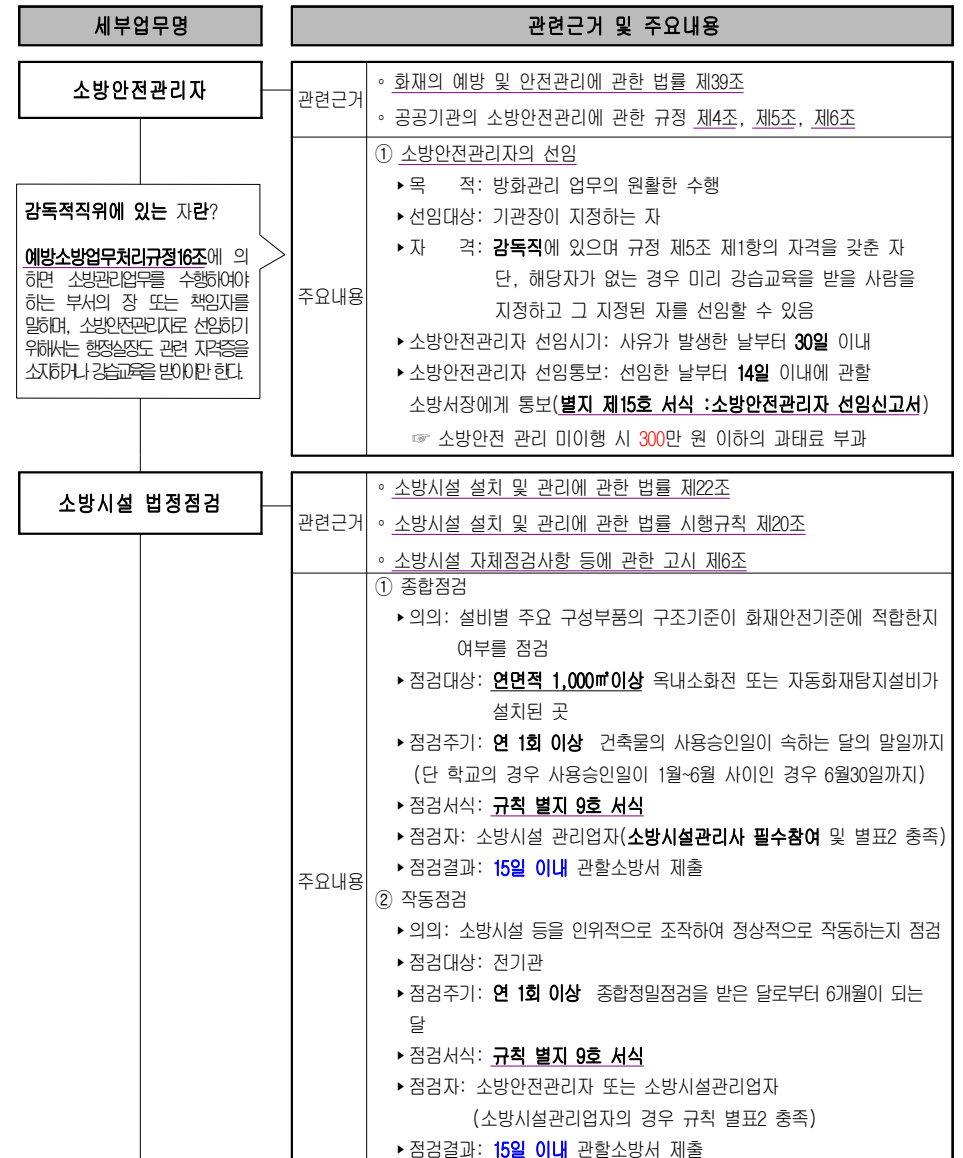 세부업무명
관련근거 및 주요내용
소방안전관리자
관련근거
◦ 화재의 예방 및 안전관리에 관한 법률 제39조
◦ 공공기관의 소방안전관리에 관한 규정 제4조, 제5조, 제6조
감독적직위에 있는 자란?
예방소방업무처리규정16조에 의
하면 소방관리업무를 수행하여야
하는 부서의 장 또는 책임자를
말하며, 소방안전관리자로 선임하기
위해서는 행정실장도 관련 자격증을
소지하거나 강습교육을 받아야만 한다.
주요내용
① 소방안전관리자의 선임
▸목 적: 방화관리 업무의 원활한 수행
▸선임대상: 기관장이 지정하는 자
▸자 격: 감독직에 있으며 규정 제5조 제1항의 자격을 갖춘 자
단, 해당자가 없는 경우 미리 강습교육을 받을 사람을
지정하고 그 지정된 자를 선임할 수 있음
▸소방안전관리자 선임시기: 사유가 발생한 날부터 30일 이내
▸소방안전관리자 선임통보: 선임한 날부터 14일 이내에 관할
소방서장에게 통보(별지 제15호 서식 :소방안전관리자 선임신고서)
☞ 소방안전 관리 미이행 시 300만 원 이하의 과태료 부과
소방시설 법정점검
관련근거
◦ 소방시설 설치 및 관리에 관한 법률 제22조
◦ 소방시설 설치 및 관리에 관한 법률 시행규칙 제20조
◦ 소방시설 자체점검사항 등에 관한 고시 제6조
주요내용
① 종합점검
▸의의: 설비별 주요 구성부품의 구조기준이 화재안전기준에 적합한지
여부를 점검
▸점검대상: 연면적 1,000㎡이상 옥내소화전 또는 자동화재탐지설비가
설치된 곳
▸점검주기: 연 1회 이상 건축물의 사용승인일이 속하는 달의 말일까지
(단 학교의 경우 사용승인일이 1월~6월 사이인 경우 6월30일까지)
▸점검서식: 규칙 별지 9호 서식
▸점검자: 소방시설 관리업자(소방시설관리사 필수참여 및 별표2 충족)
▸점검결과: 15일 이내 관할소방서 제출
② 작동점검
▸의의: 소방시설 등을 인위적으로 조작하여 정상적으로 작동하는지 점검
▸점검대상: 전기관
▸점검주기: 연 1회 이상 종합정밀점검을 받은 달로부터 6개월이 되는
달
▸점검서식: 규칙 별지 9호 서식
▸점검자: 소방안전관리자 또는 소방시설관리업자
(소방시설관리업자의 경우 규칙 별표2 충족)
▸점검결과: 15일 이내 관할소방서 제출